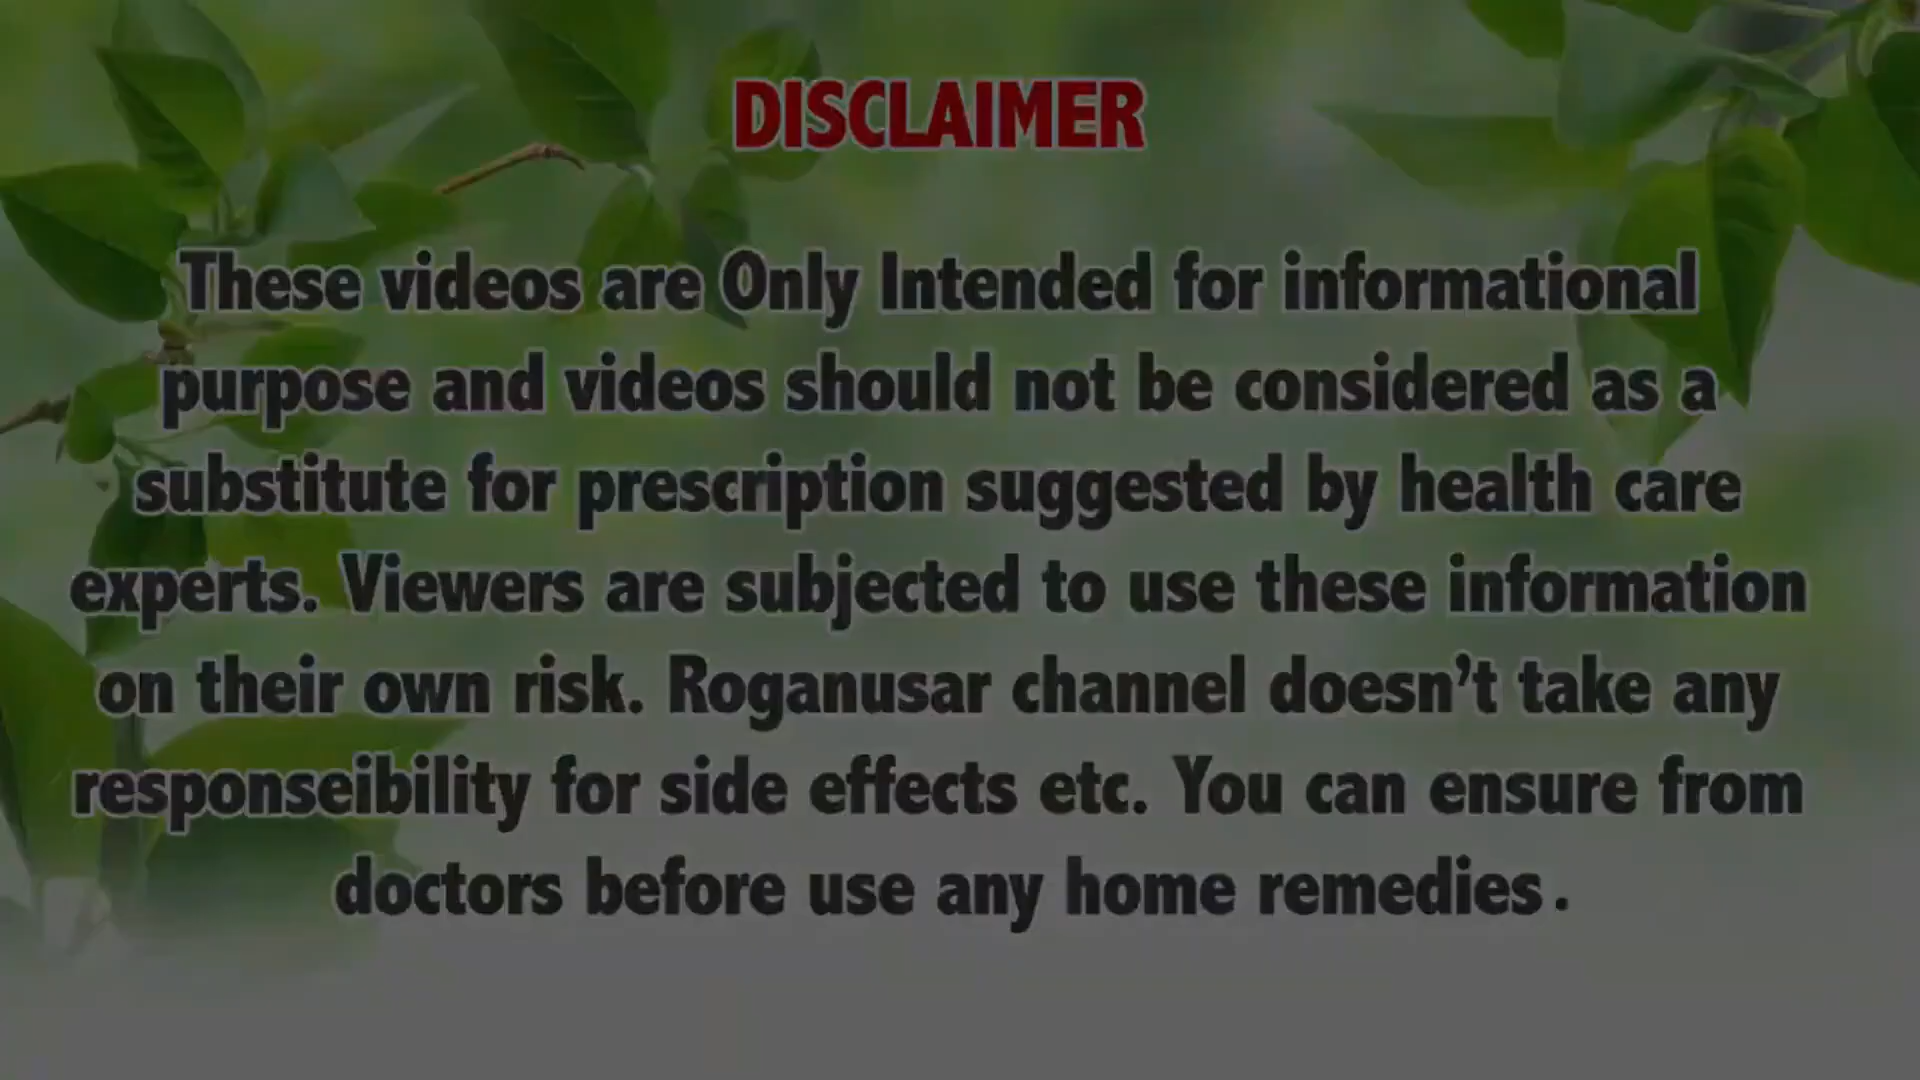 DISCLAIMER
These videos are Only Intended for informational
purpose and videos should not be considered as a
substitute for prescription suggested by health care
experts. Viewers are subjected to use these information
on their own risk. Roganusar channel doesn't take any
responseibility for side effects etc. You can ensure from
doctors before use any home remedies .